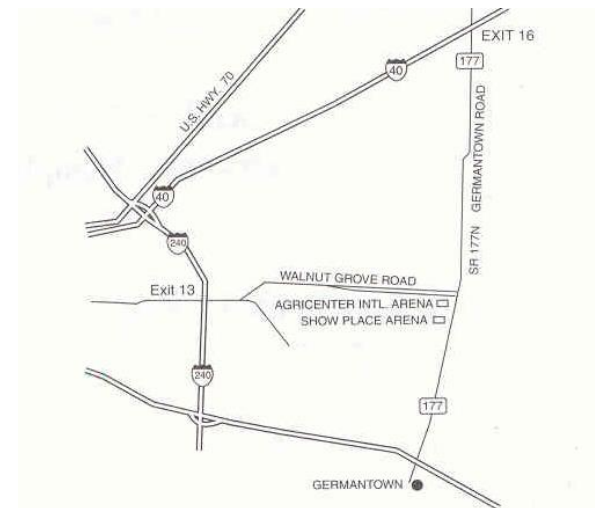 EXIT 16
177
40
U.S. HWY. 70
SR 177N GERMANTOWN ROAD
40
240
WALNUT GROVE ROAD
Exit 13
AGRICENTER INTL. ARENA
SHOW PLACE ARENA
240
177
GERMANTOWN